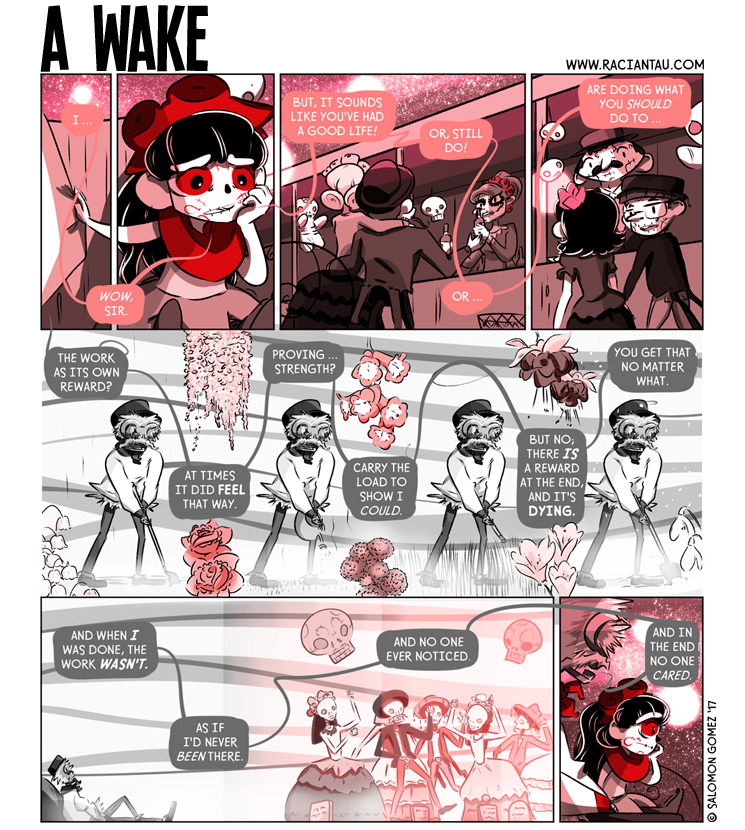 A WAKE
WWW.RACIANTAU.COM
I ...
WOW,
SIR.
BUT, IT SOUNDS
LIKE YOU'VE HAD
A GOOD LIFE!
OR, STILL
DO!
OR ...
ARE DOING WHAT
YOU SHOULD
DO TO ...
THE WORK
AS ITS OWN
REWARD?
AT TIMES
IT DID FEEL
THAT WAY.
PROVING ...
STRENGTH?
CARRY THE
LOAD TO
SHOW I
COULD.
BUT NO;
THERE IS
A REWARD
AT THE END,
AND IT'S
DYING.
YOU GET THAT
NO MATTER
WHAT.
AND WHEN I
WAS DONE, THE
WORK WASN'T.
AS IF
I'D NEVER
BEEN THERE.
AND NO ONE
EVER NOTICED.
AND IN
THE END
NO ONE
CARED.
© SALOMON GOMEZ '17